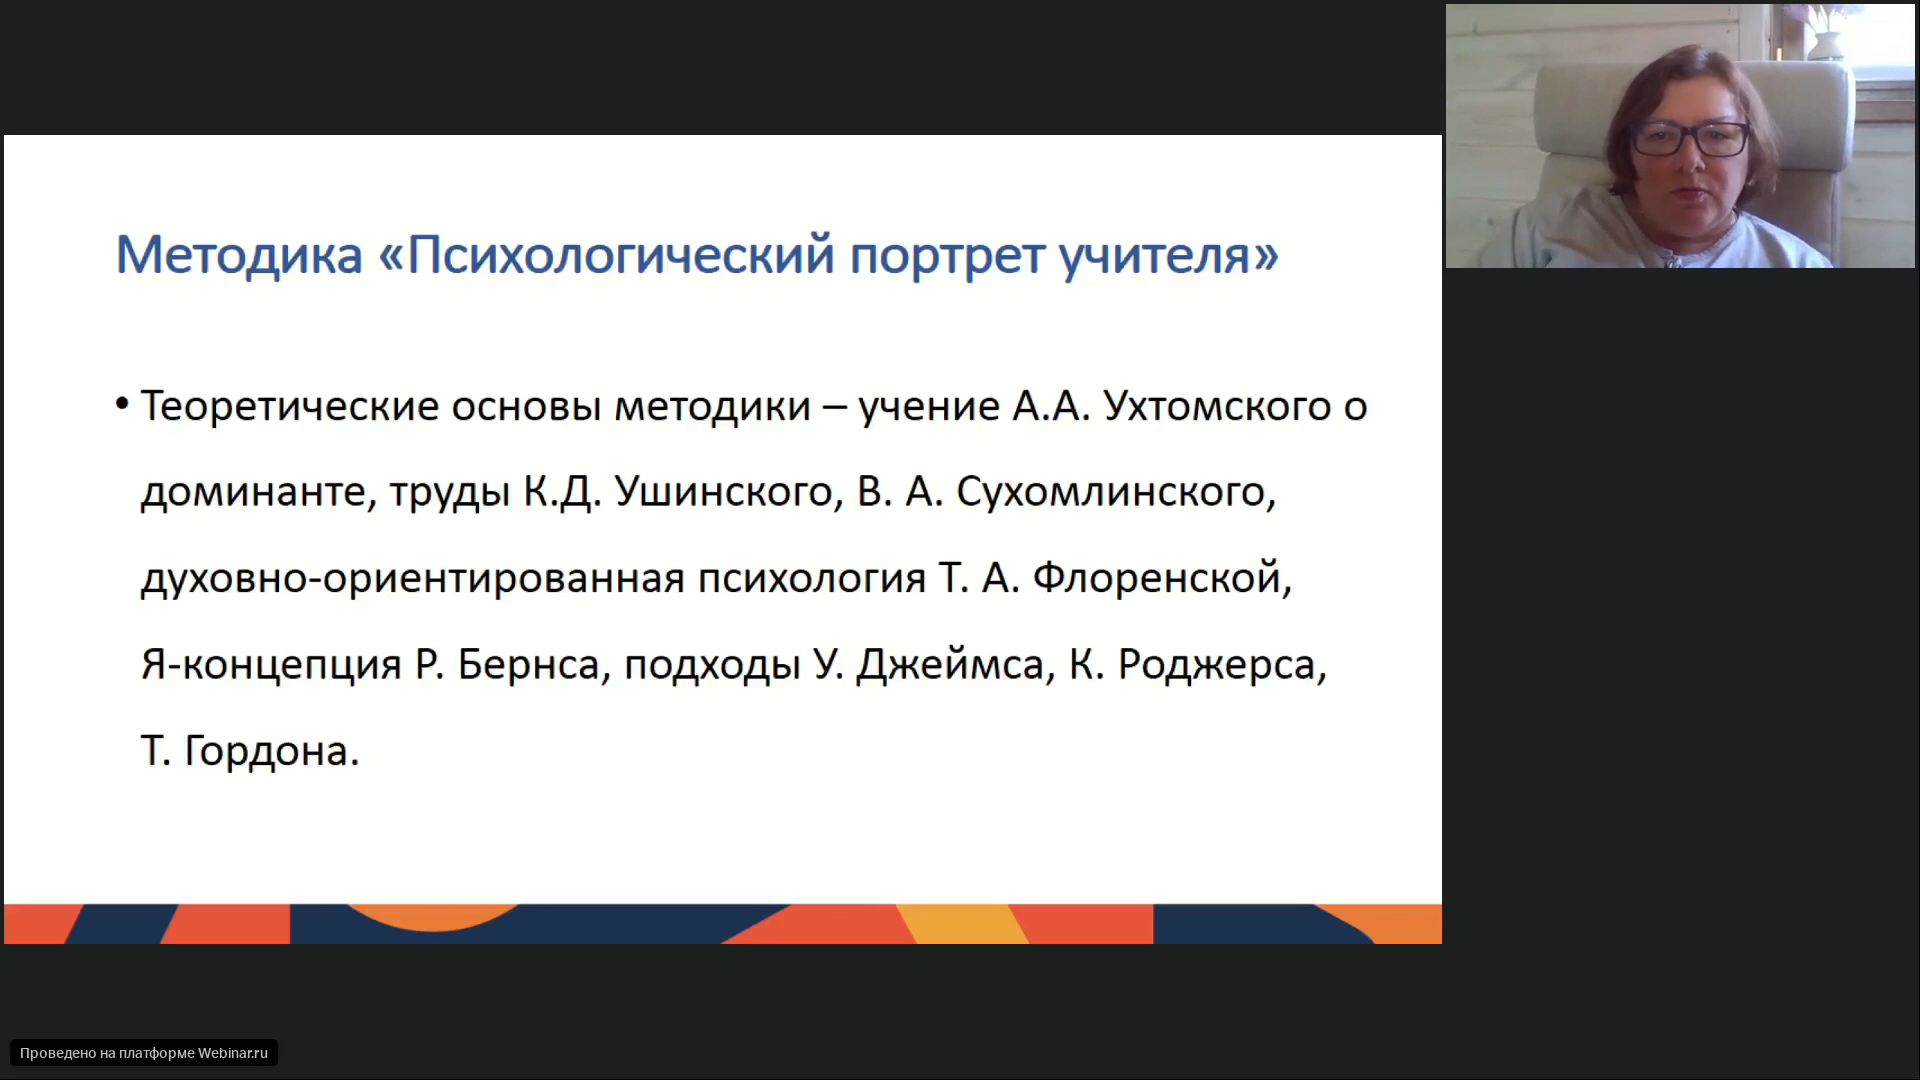 Методика «Психологический портрет учителя»
• Теоретические основы методики – учение А.А. Ухтомского о
доминанте, труды К.Д. Ушинского, В. А. Сухомлинского,
духовно-ориентированная психология Т. А. Флоренской,
Я-концепция Р. Бернса, подходы У. Джеймса, К. Роджерса,
Т. Гордона.
Проведено на платформе Webinar.ru